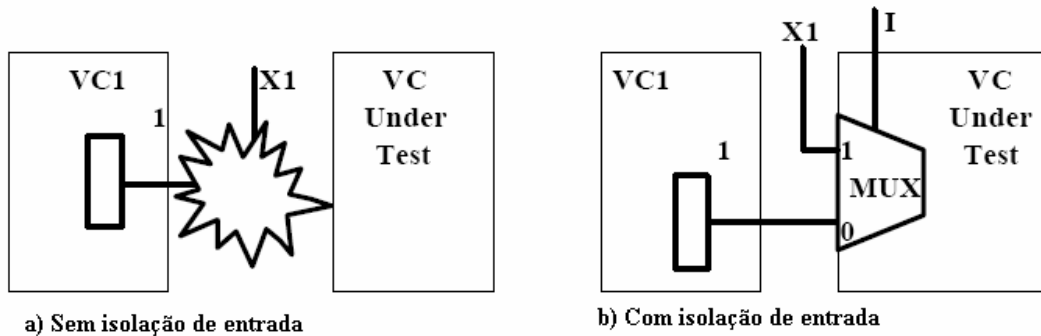 VC1
1
X1
VC
Under
Test
a) Sem isolação de entrada
X1
I
VC1
1
VC
Under
Test
1
MUX
0
b) Com isolação de entrada